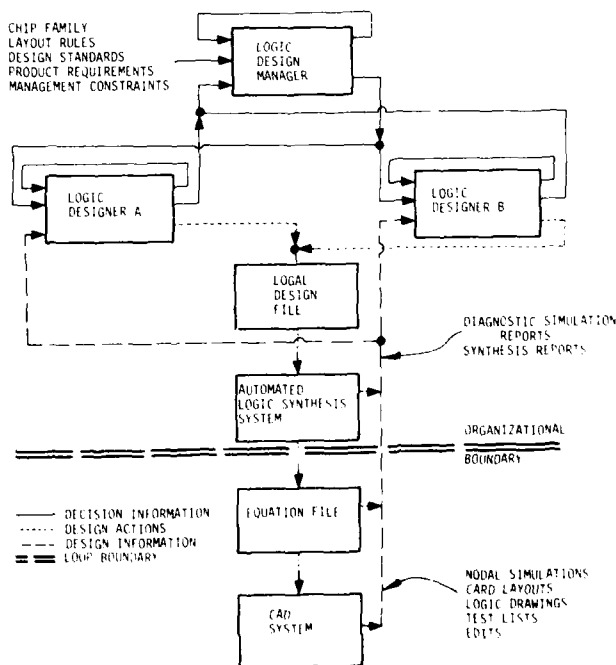 CHIP FAMILY
LAYOUT RULES
DESIGN STANDARDS
PRODUCT REQUIREMENTS
MANAGEMENT CONSTRAINTS
LOGIC
DESIGN
MANAGER
LOGIC
DESIGNER A
LOGIC
DESIGNER B
LOGAL
DESIGN
FILE
DIAGNOSTIC SIMULATION
REPORTS
SYNTHESIS REPORTS
AUTOMATED
LOGIC SYNTHESIS
SYSTEM
ORGANIZATIONAL
BOUNDARY
EQUATION FILE
DECISION INFORMATION
DESIGN ACTIONS
DESIGN INFORMATION
LOOP BOUNDARY
NODAL SIMULATIONS
CARD LAYOUTS
LOGIC DRAWINGS
TEST LISTS
EDITS
CAD
SYSTEM